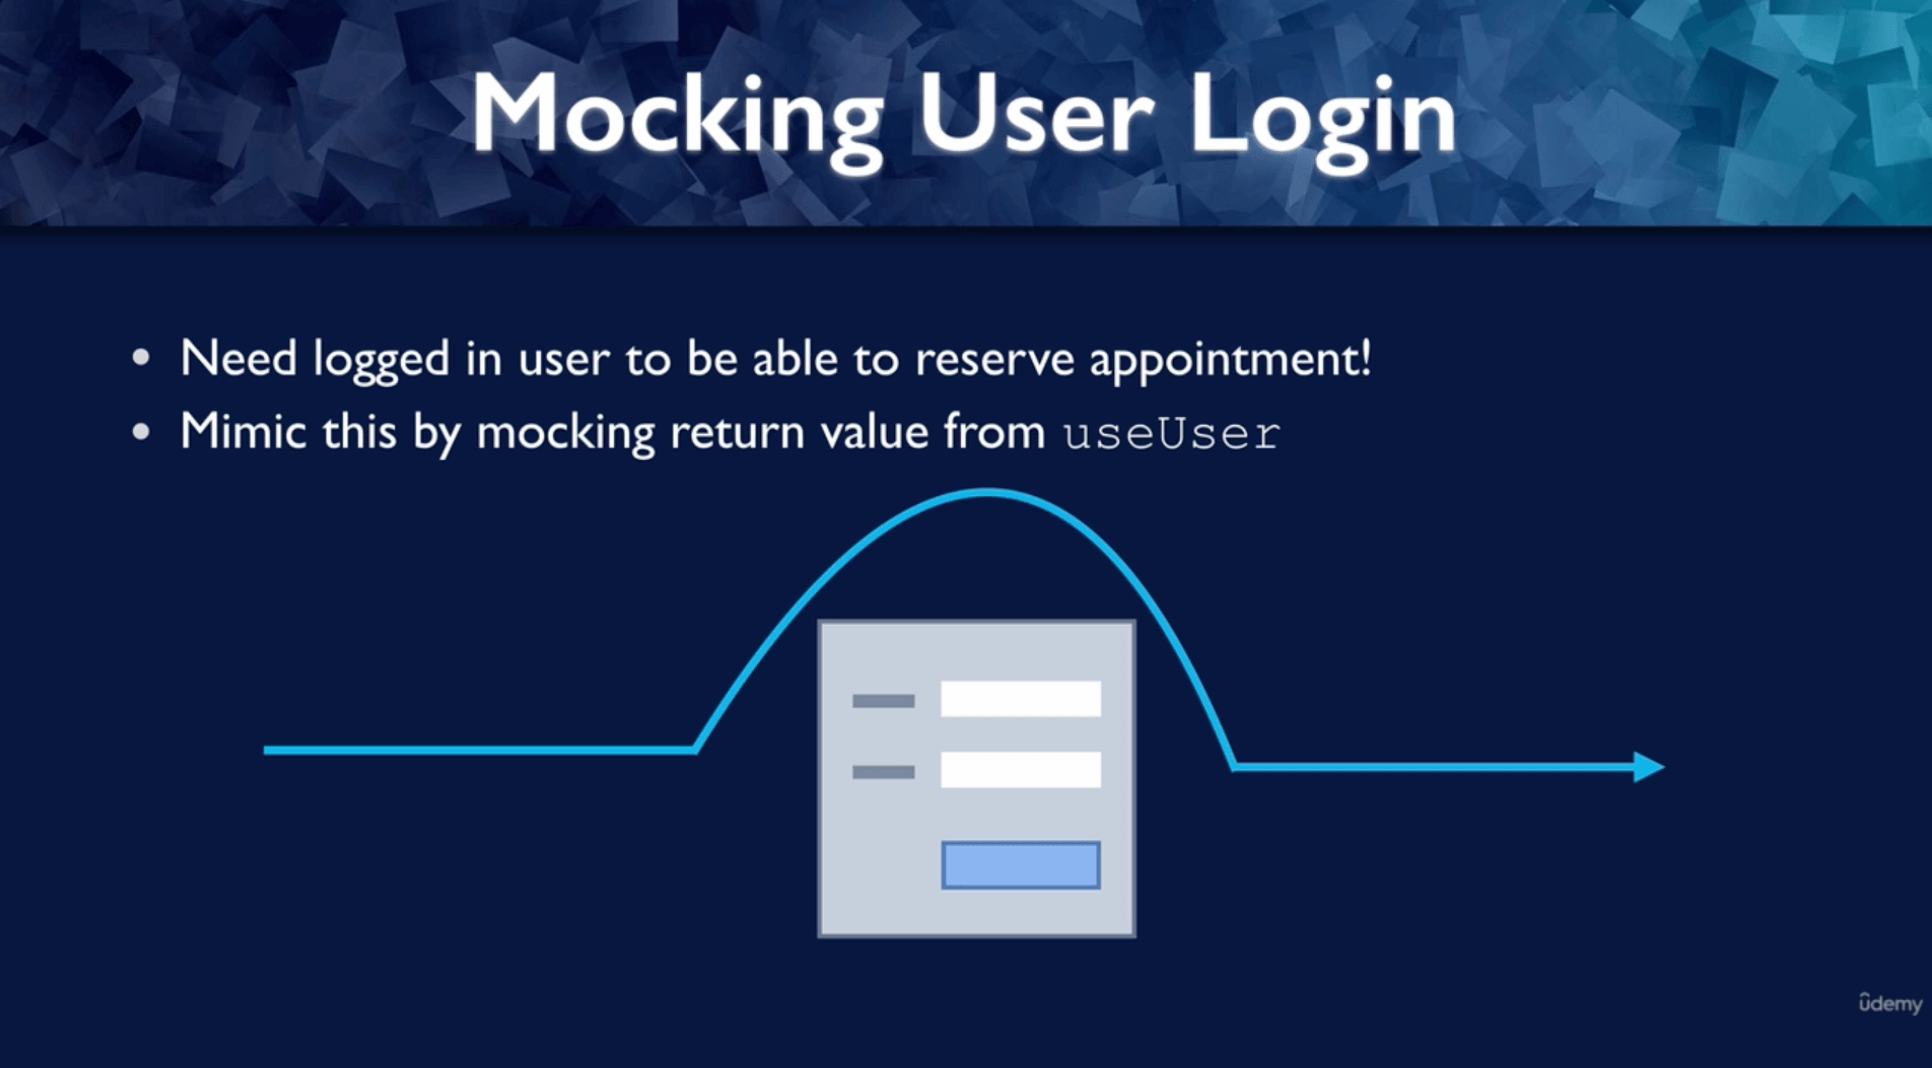 Mocking User Login
• Need logged in user to be able to reserve appointment!
• Mimic this by mocking return value from useUser
ûdemy